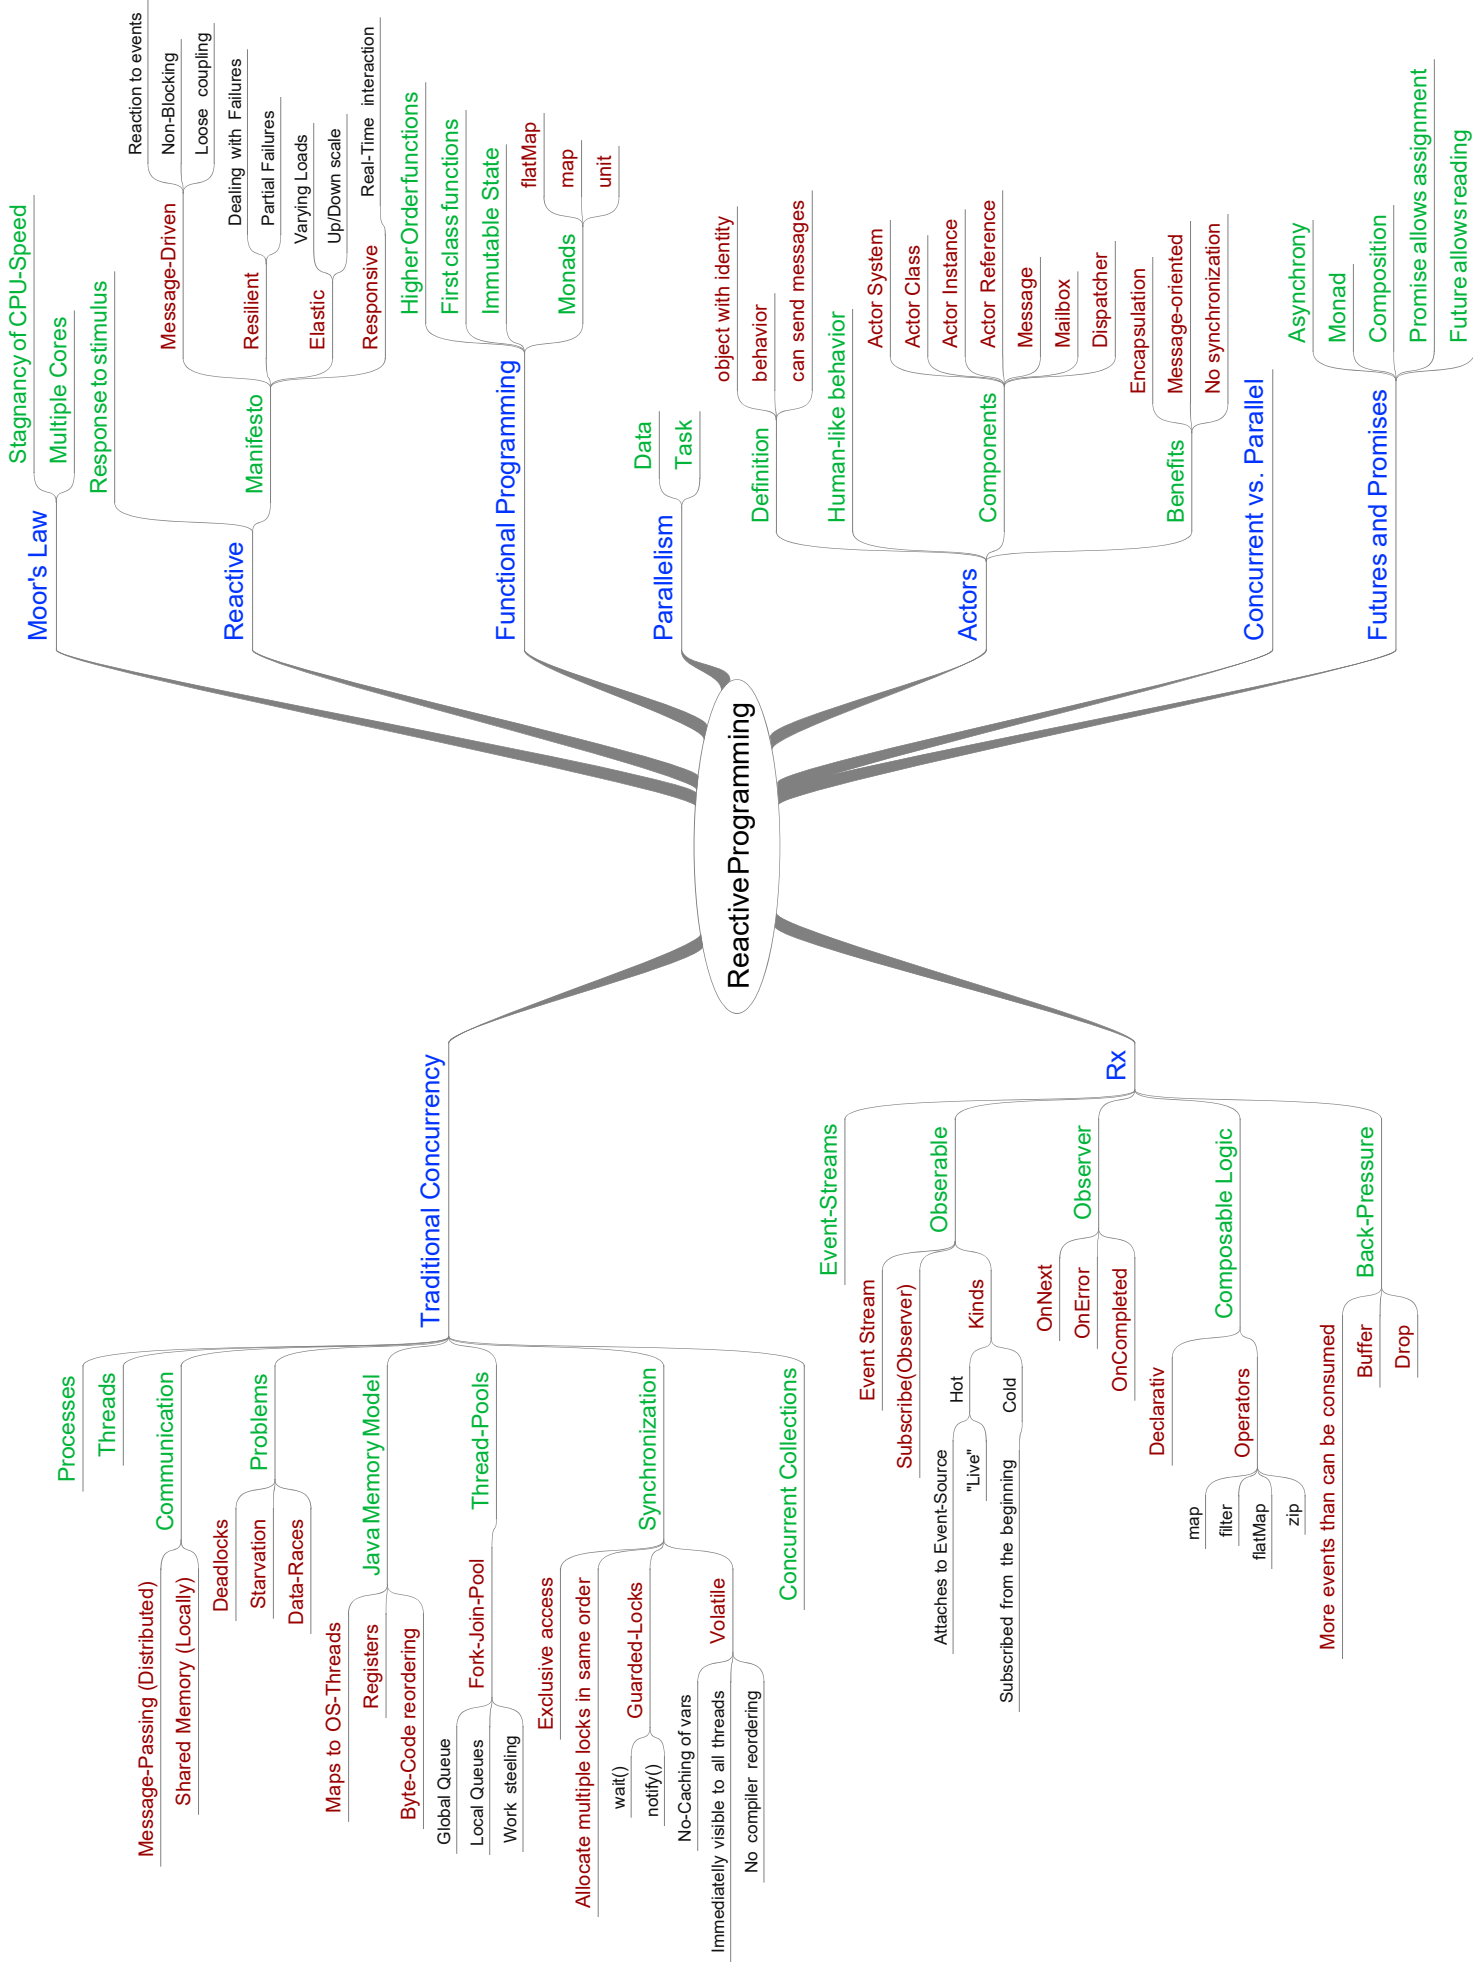 ReactiveProgramming
Moor's Law
Stagnancy of CPU-Speed
Multiple Cores
Reactive
Response to stimulus
Manifesto
Message-Driven
Reaction to events
Non-Blocking
Loose coupling
Resilient
Dealing with Failures
Partial Failures
Elastic
Varying Loads
Up/Down scale
Responsive
Real-Time interaction
Functional Programming
Higher Order functions
First class functions
Immutable State
Monads
flatMap
map
unit
Parallelism
Data
Task
Actors
Definition
object with identity
behavior
can send messages
Human-like behavior
Components
Actor System
Actor Class
Actor Instance
Actor Reference
Message
Mailbox
Dispatcher
Benefits
Encapsulation
Message-oriented
No synchronization
Concurrent vs. Parallel
Futures and Promises
Asynchrony
Monad
Composition
Promise allows assignment
Future allows reading
Traditional Concurrency
Processes
Threads
Communication
Message-Passing (Distributed)
Shared Memory (Locally)
Problems
Deadlocks
Starvation
Data-Races
Java Memory Model
Maps to OS-Threads
Registers
Byte-Code reordering
Thread-Pools
Fork-Join-Pool
Global Queue
Local Queues
Work steeling
Synchronization
Exclusive access
Allocate multiple locks in same order
Guarded-Locks
wait()
notify()
Volatile
No-Caching of vars
Immediatelly visible to all threads
No compiler reordering
Concurrent Collections
Rx
Event-Streams
Obserable
Event Stream
Subscribe(Observer)
Kinds
Hot
Attaches to Event-Source
"Live"
Cold
Subscribed from the beginning
Observer
OnNext
OnError
OnCompleted
Composable Logic
Declarativ
Operators
map
filter
flatMap
zip
Back-Pressure
More events than can be consumed
Buffer
Drop